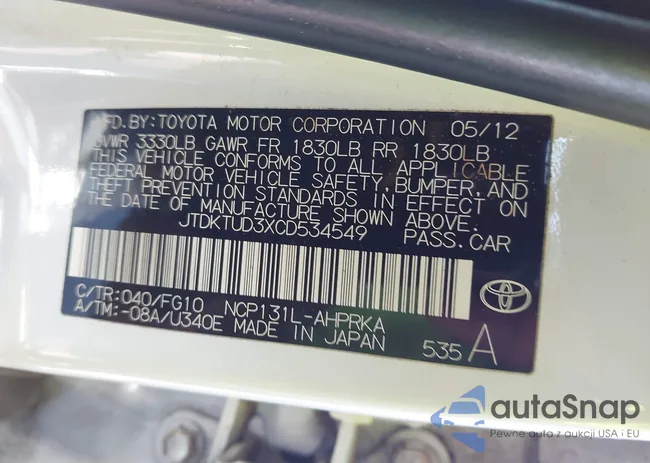 MFD.BY:TOYOTA MOTOR CORPORATION 05/12
GVWR 3330LB GAWR FR 1830LB RR 1830LB
THIS VEHICLE CONFORMS TO ALL APPLICABLE
FEDERAL MOTOR VEHICLE SAFETY,BUMPER,AND
THEFT PREVENTION STANDARDS IN EFFECT ON
THE DATE OF MANUFACTURE SHOWN ABOVE.
JTDKTUD3XCD534549 PASS.CAR
C/TR:040/FG10 NCP131L-AHPRKA
A/TM:-08A/U340E MADE IN JAPAN 535 A
autaSnap
Pewne auta z aukcji USA i EU